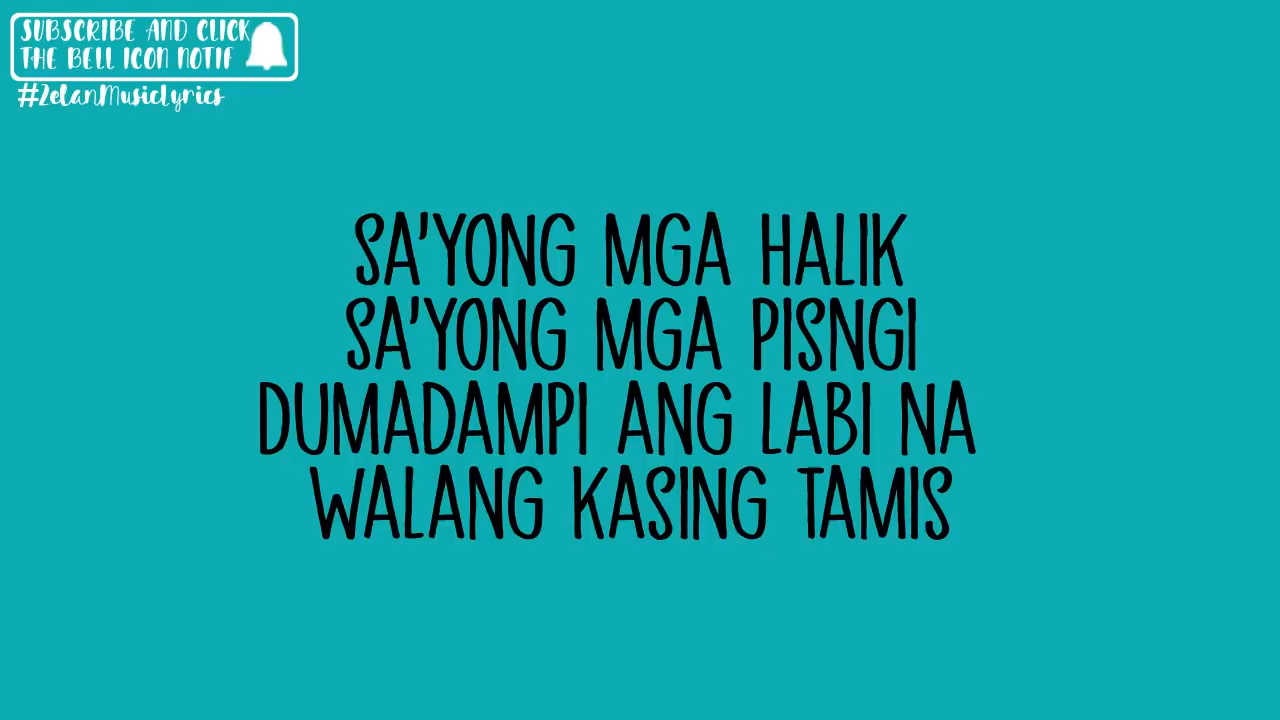 SUBSCRIBE AND CLICK
THE BELL ICON NOTIF
#ZelanMusicLyrics
SA'YONG MGA HALIK
SA'YONG MGA PISNGI
DUMADAMPI ANG LABI NA
WALANG KASING TAMIS